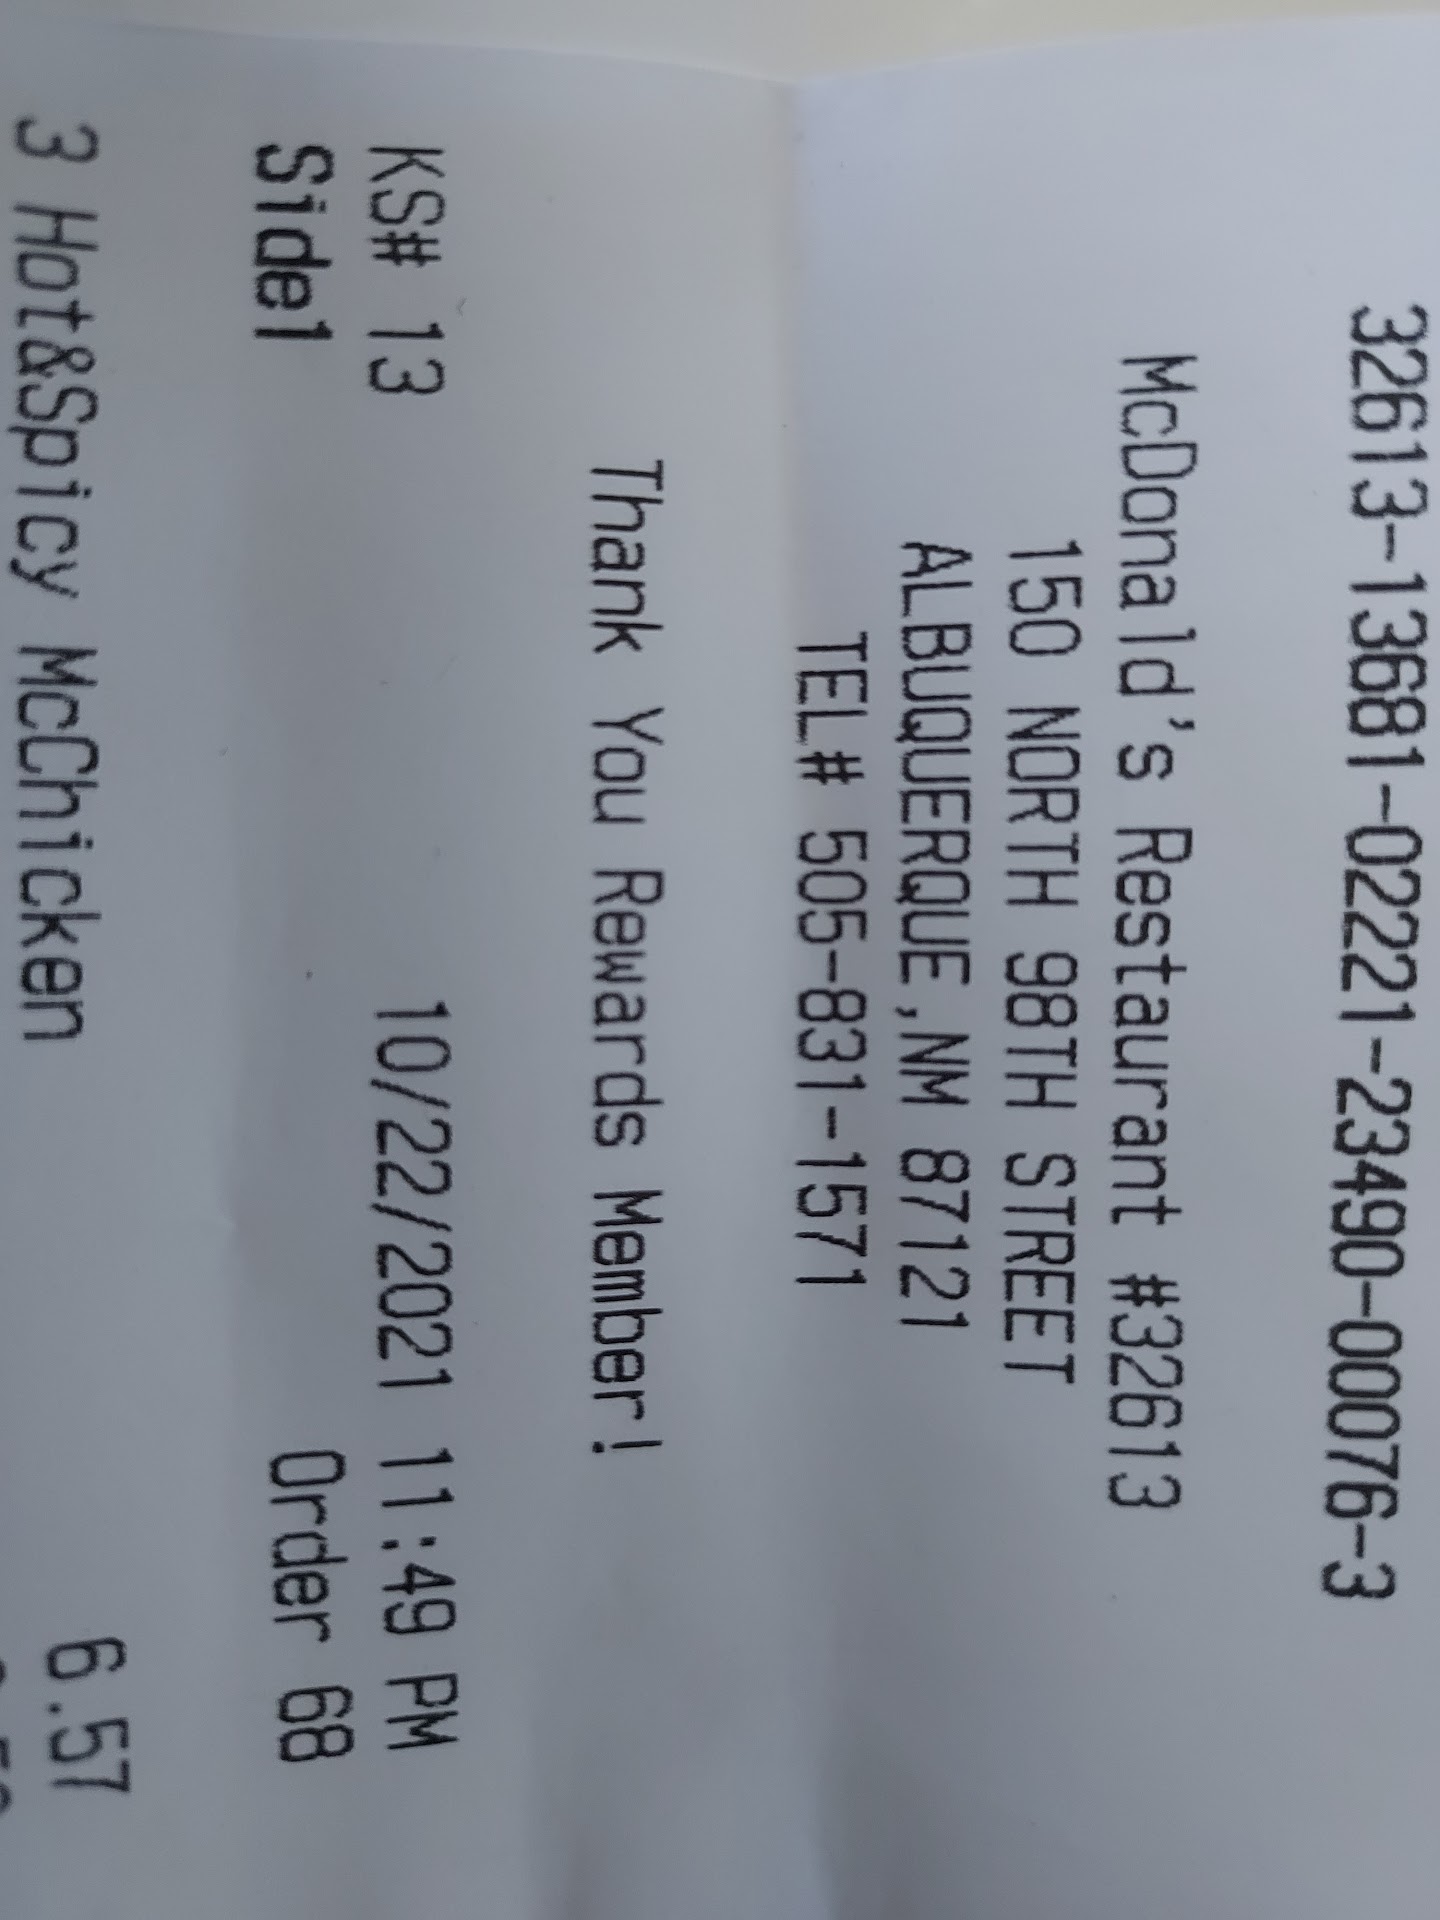 32613-13681-02221-23490-00076-3
McDonald's Restaurant #32613
150 NORTH 98TH STREET
ALBUQUERQUE,NM 87121
TEL# 505-831-1571
Thank You Rewards Member!
KS# 13 10/22/2021 11:49 PM
Side1 Order 68
3 Hot&Spicy McChicken 6.57